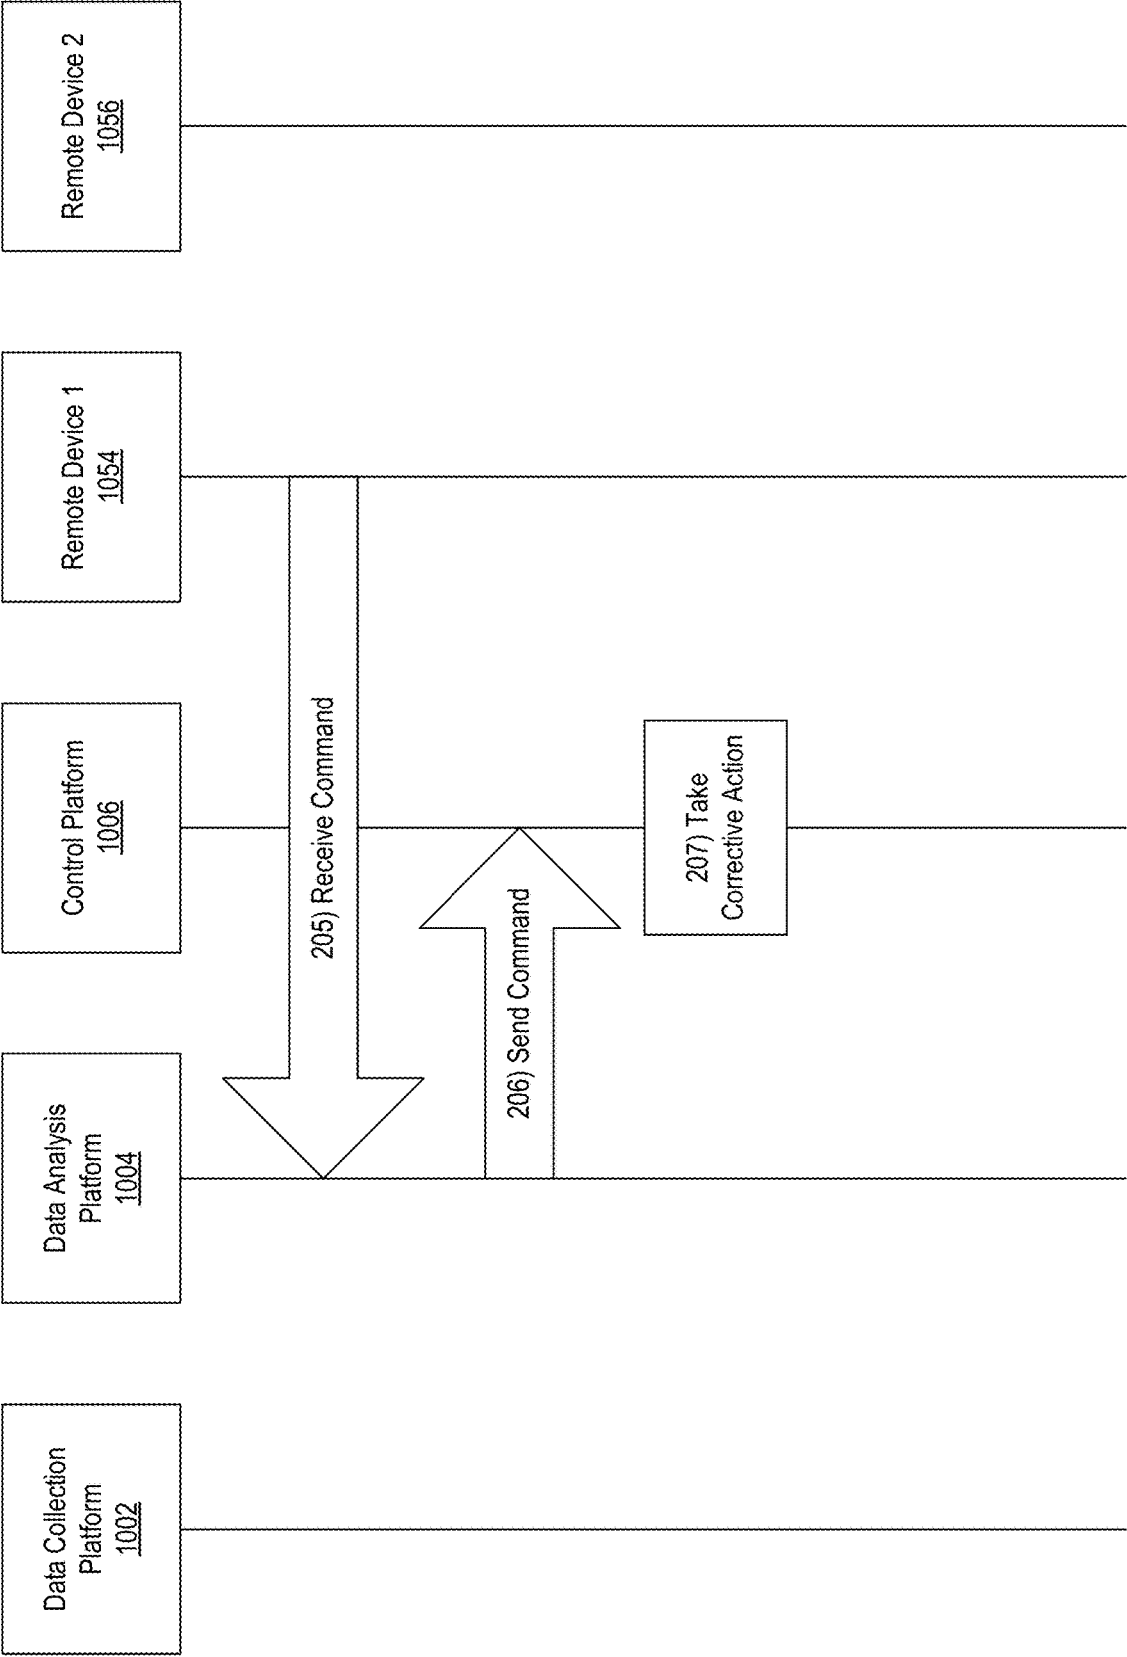 Data Collection
Platform
1002
Data Analysis
Platform
1004
Control Platform
1006
Remote Device 1
1054
Remote Device 2
1056
205) Receive Command
206) Send Command
207) Take
Corrective Action